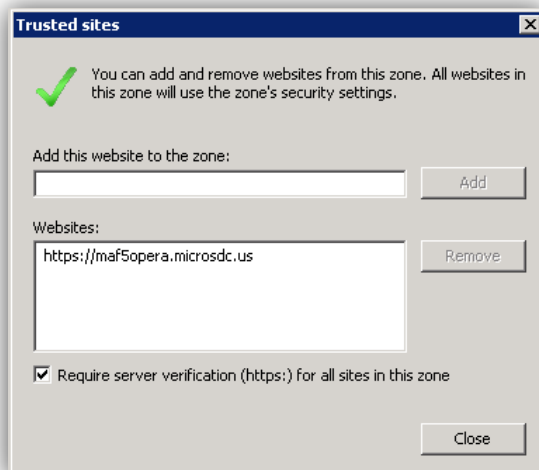 Trusted sites
You can add and remove websites from this zone. All websites in
this zone will use the zone's security settings.
Add this website to the zone:
Add
Websites:
https://maf5opera.microsdc.us
Remove
Require server verification (https:) for all sites in this zone
Close